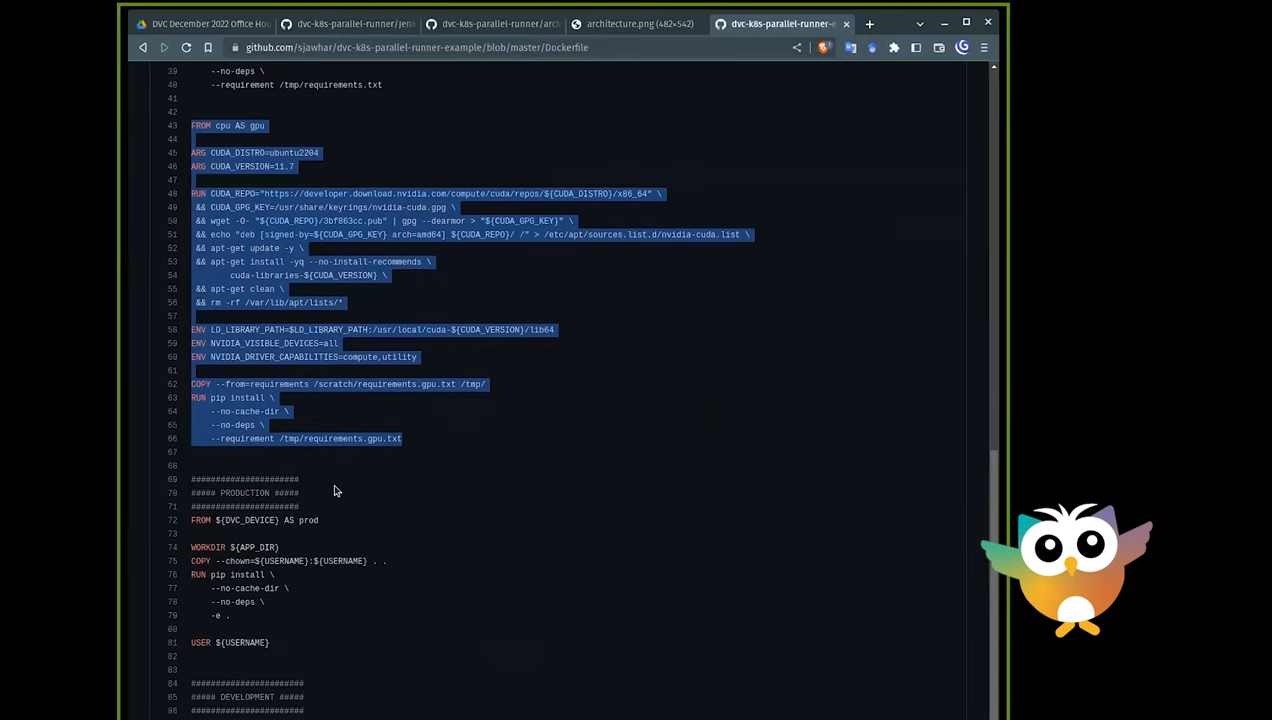 DVC December 2022 Office Hou
dvc-k8s-parallel-runner/jenk
dvc-k8s-parallel-runner/arch
architecture.png (482×542)
dvc-k8s-parallel-runner-e
github.com/sjawhar/dvc-k8s-parallel-runner-example/blob/master/Dockerfile
39 --no-deps \
40 --requirement /tmp/requirements.txt
41
42
43 FROM cpu AS gpu
44
45 ARG CUDA_DISTRO=ubuntu2204
46 ARG CUDA_VERSION=11.7
47
48 RUN CUDA_REPO="https://developer.download.nvidia.com/compute/cuda/repos/${CUDA_DISTRO}/x86_64" \
49 && CUDA_GPG_KEY=/usr/share/keyrings/nvidia-cuda.gpg \
50 && wget -O- "${CUDA_REPO}/3bf863cc.pub" | gpg --dearmor > "${CUDA_GPG_KEY}" \
51 && echo "deb [signed-by=${CUDA_GPG_KEY} arch=amd64] ${CUDA_REPO}/ /" > /etc/apt/sources.list.d/nvidia-cuda.list \
52 && apt-get update -y \
53 && apt-get install -yq --no-install-recommends \
54 cuda-libraries-${CUDA_VERSION} \
55 && apt-get clean \
56 && rm -rf /var/lib/apt/lists/*
57
58 ENV LD_LIBRARY_PATH=$LD_LIBRARY_PATH:/usr/local/cuda-${CUDA_VERSION}/lib64
59 ENV NVIDIA_VISIBLE_DEVICES=all
60 ENV NVIDIA_DRIVER_CAPABILITIES=compute,utility
61
62 COPY --from=requirements /scratch/requirements.gpu.txt /tmp/
63 RUN pip install \
64 --no-cache-dir \
65 --no-deps \
66 --requirement /tmp/requirements.gpu.txt
67
68
69 ######################
70 ##### PRODUCTION #####
71 ######################
72 FROM ${DVC_DEVICE} AS prod
73
74 WORKDIR ${APP_DIR}
75 COPY --chown=${USERNAME}:${USERNAME} . .
76 RUN pip install \
77 --no-cache-dir \
78 --no-deps \
79 -e .
80
81 USER ${USERNAME}
82
83
84 #######################
85 ##### DEVELOPMENT #####
86 #######################